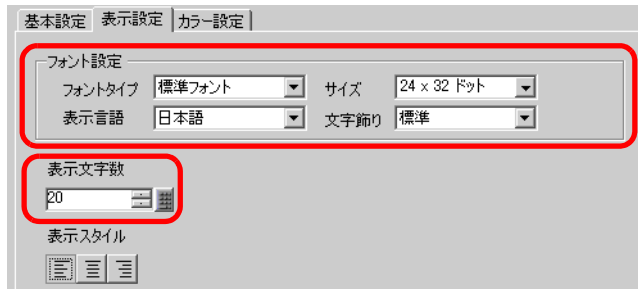 基本設定 表示設定 カラー設定
フォント設定
フォントタイプ 標準フォント サイズ 24 x 32 ドット
表示言語 日本語 文字飾り 標準
表示文字数
20
表示スタイル